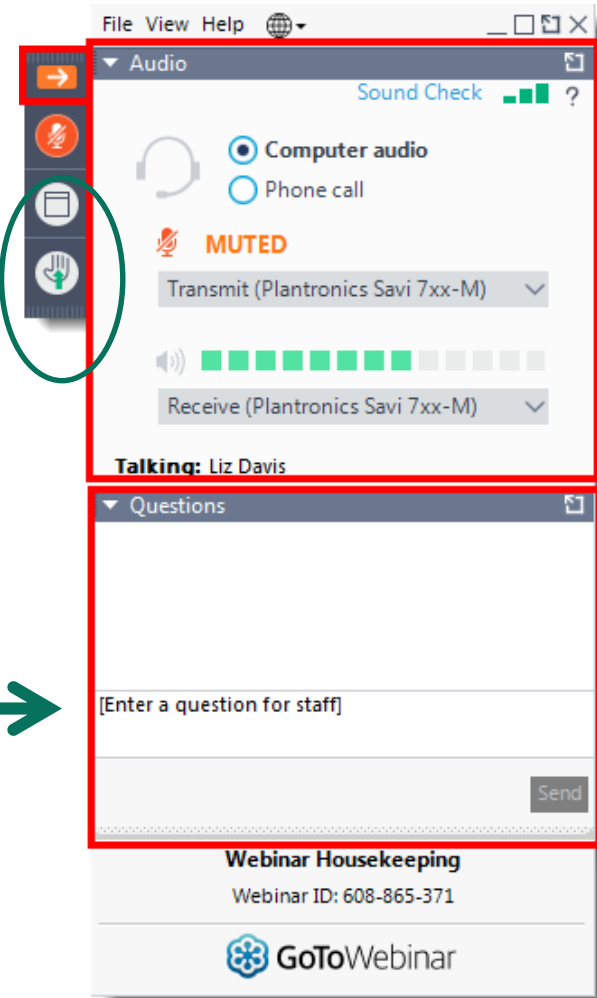 File View Help
Audio
Sound Check ?
Computer audio
Phone call
MUTED
Transmit (Plantronics Savi 7xx-M)
Receive (Plantronics Savi 7xx-M)
Talking: Liz Davis
Questions
[Enter a question for staff]
Send
Webinar Housekeeping
Webinar ID: 608-865-371
GoToWebinar